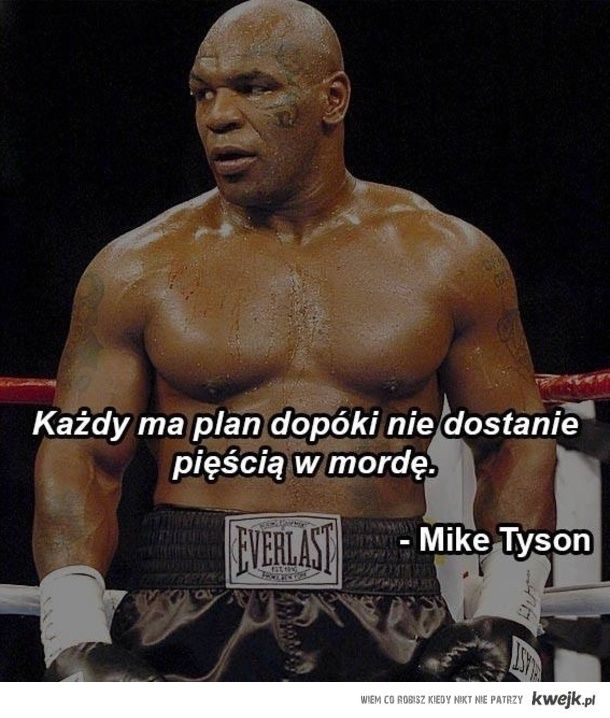 Każdy ma plan dopóki nie dostanie
pięścią w mordę.
- Mike Tyson
EVERLAST
WIEM CO ROBISZ KIEDY NIKT NIE PATRZY kwejk.pl